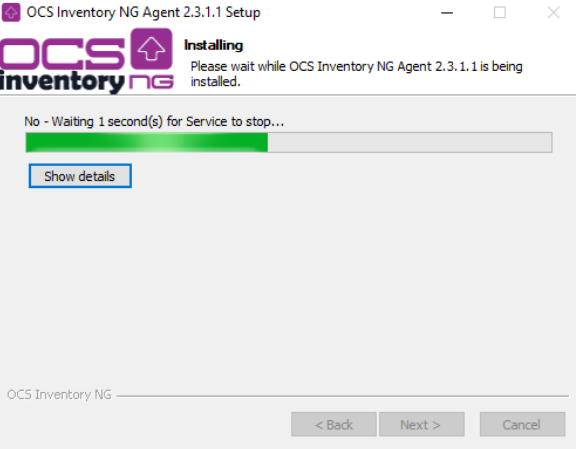 OCS Inventory NG Agent 2.3.1.1 Setup
OCS
inventory NG
Installing
Please wait while OCS Inventory NG Agent 2.3.1.1 is being
installed.
No - Waiting 1 second(s) for Service to stop...
Show details
OCS Inventory NG
< Back
Next >
Cancel